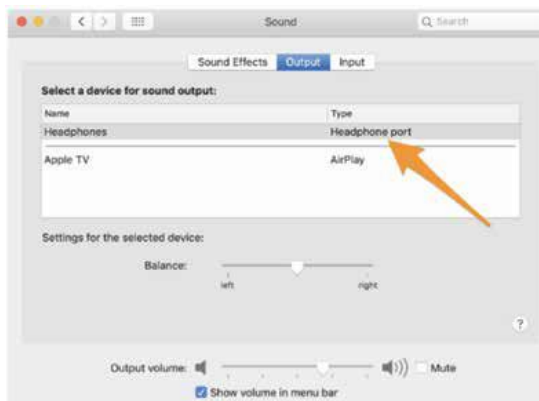 Sound
Search
Sound Effects Output Input
Select a device for sound output:
Name Type
Headphones Headphone port
Apple TV AirPlay
Settings for the selected device:
Balance:
left right
?
Output volume: Mute
Show volume in menu bar